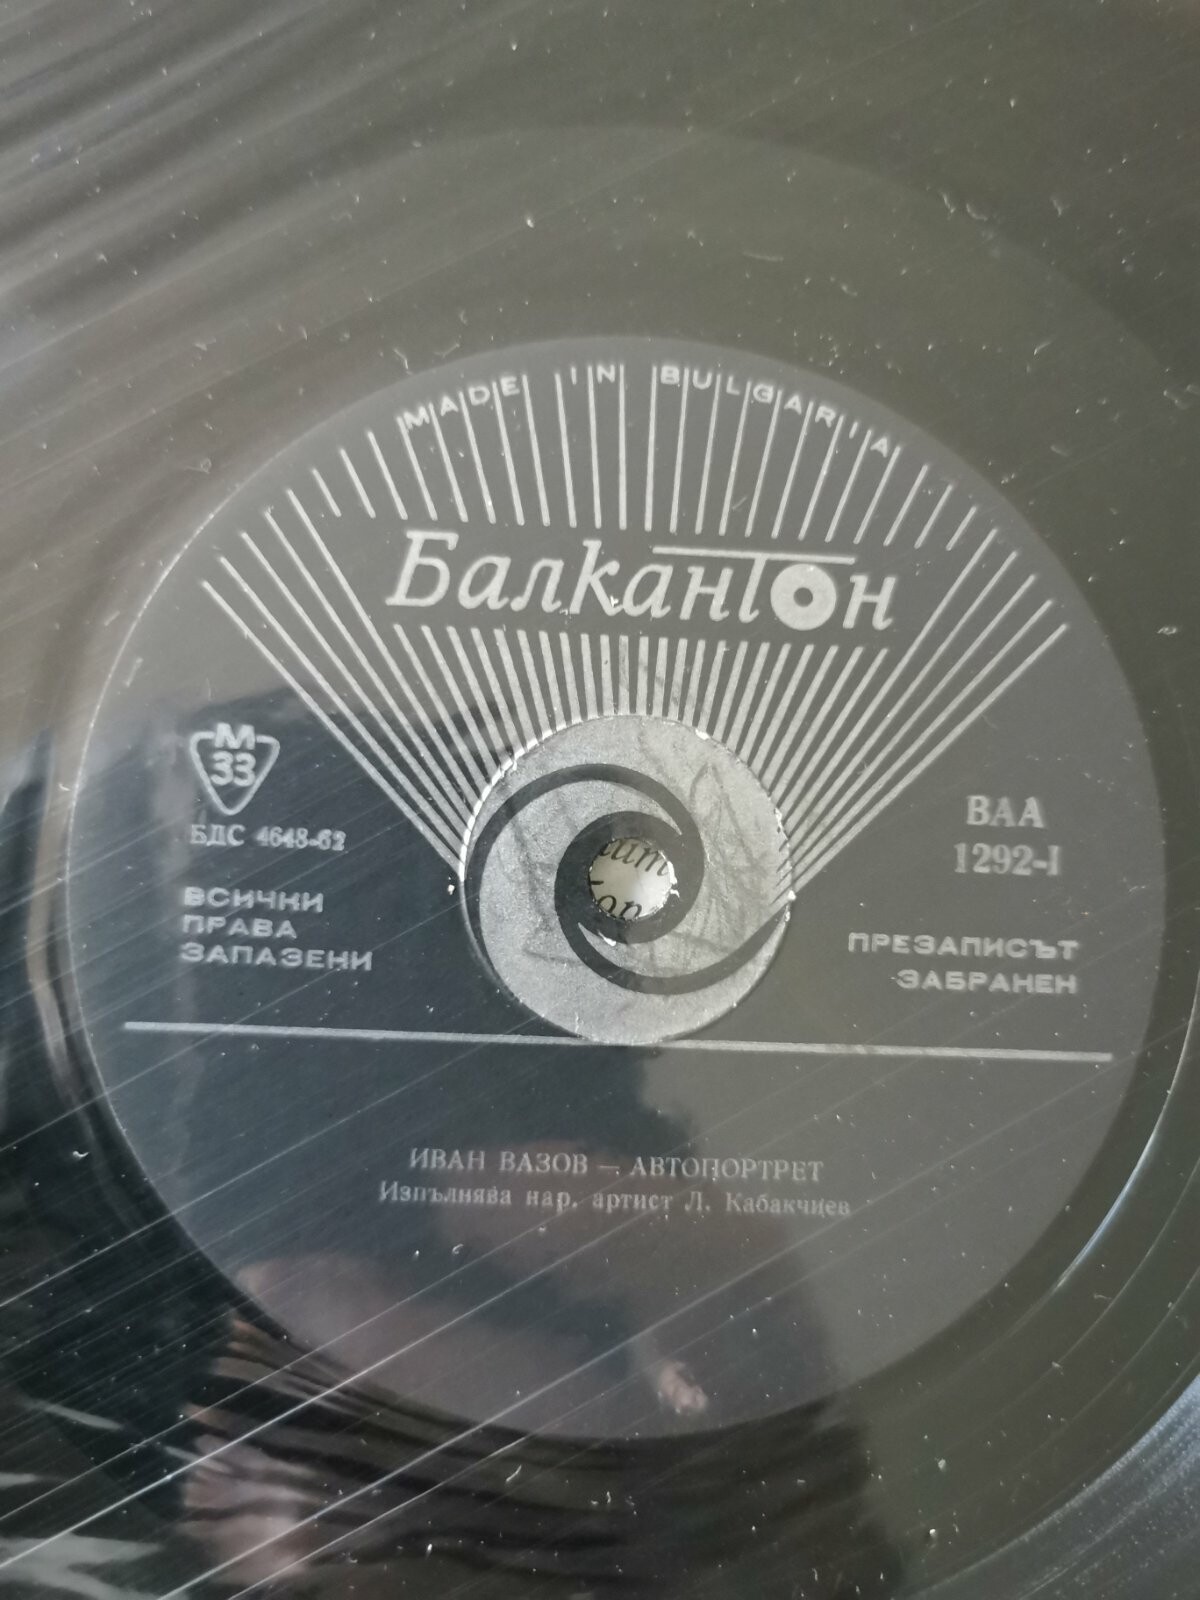 MADE IN BULGARIA
Балкантон
М
33
БДС 4648-62
ВСИЧКИ
ПРАВА
ЗАПАЗЕНИ
ВАА
1292-I
ПРЕЗАПИСЪТ
ЗАБРАНЕН
ИВАН ВАЗОВ — АВТОПОРТРЕТ
Изпълнява нар. артист Л. Кабакчиев